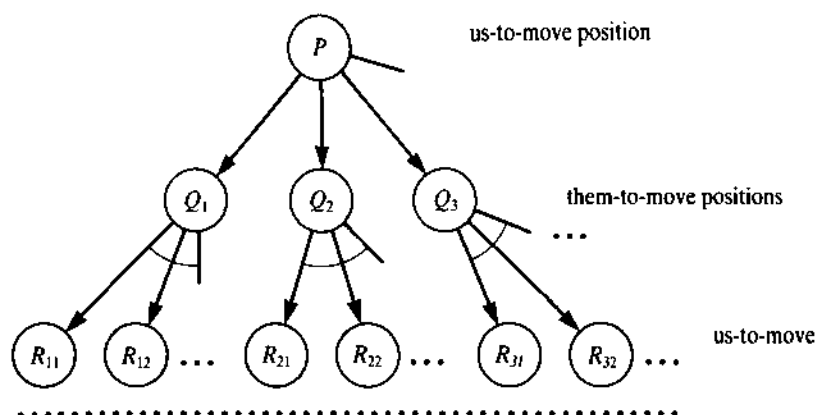 P
us-to-move position
Q1
Q2
Q3
them-to-move positions
...
R11
R12
...
R21
R22
...
R31
R32
...
us-to-move